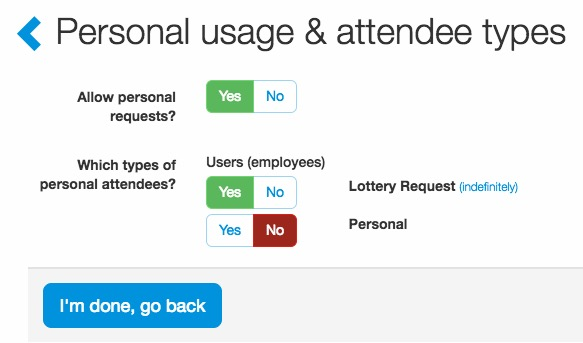 Personal usage & attendee types
Allow personal
requests?
Yes No
Which types of
personal attendees?
Users (employees)
Yes No Lottery Request (indefinitely)
Yes No Personal
I'm done, go back